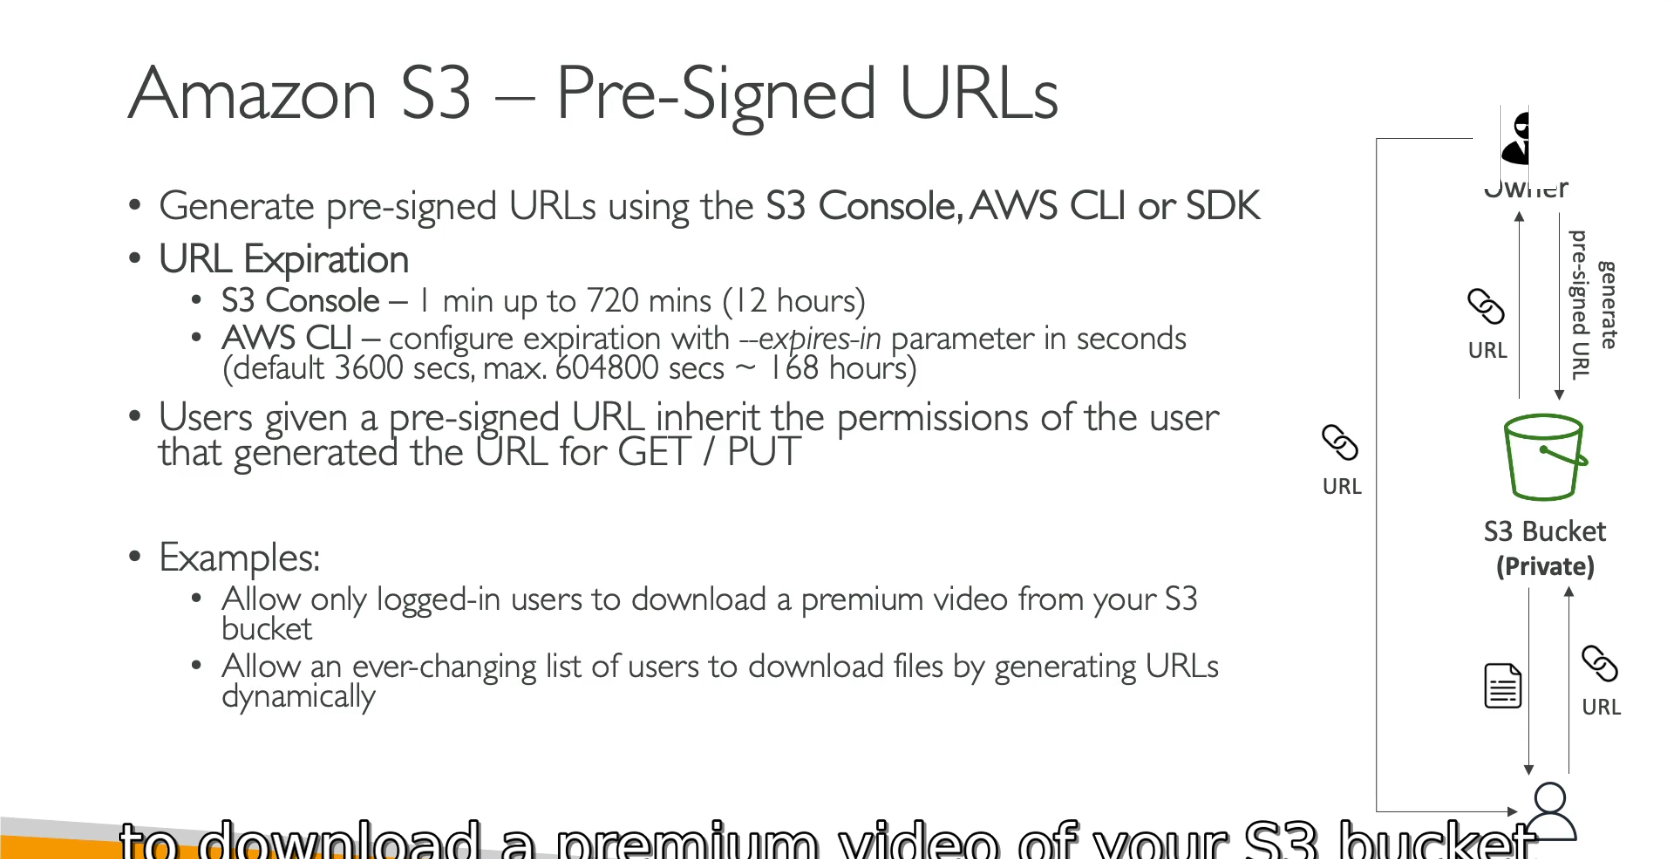 Amazon S3 – Pre-Signed URLs
• Generate pre-signed URLs using the S3 Console, AWS CLI or SDK
• URL Expiration
• S3 Console – 1 min up to 720 mins (12 hours)
• AWS CLI – configure expiration with --expires-in parameter in seconds
(default 3600 secs, max. 604800 secs ~ 168 hours)
• Users given a pre-signed URL inherit the permissions of the user
that generated the URL for GET / PUT
• Examples:
• Allow only logged-in users to download a premium video from your S3
bucket
• Allow an ever-changing list of users to download files by generating URLs
dynamically
Owner
generate
pre-signed URL
URL
URL
S3 Bucket
(Private)
URL
to download a premium video of your S3 bucket